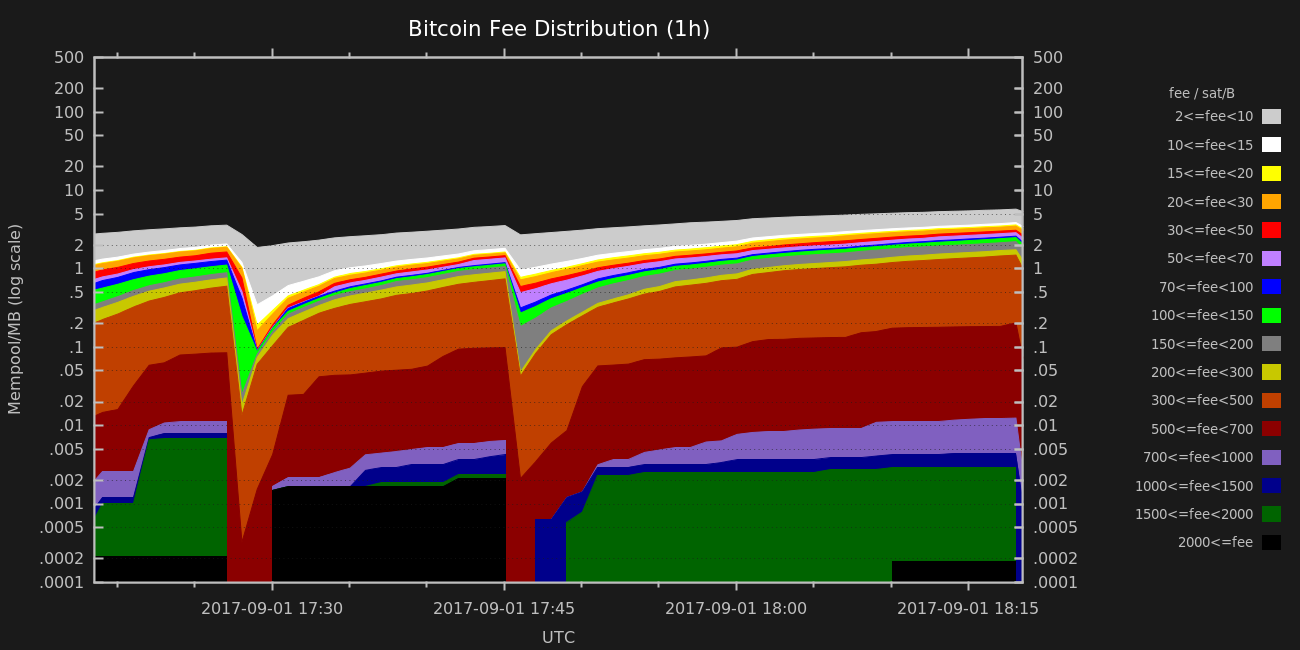 Bitcoin Fee Distribution (1h)
500 500
200 200
100 100
50 50
20 20
10 10
5 5
2 2
1 1
.5 .5
.2 .2
.1 .1
.05 .05
.02 .02
.01 .01
.005 .005
.002 .002
.001 .001
.0005 .0005
.0002 .0002
.0001 .0001
Mempool/MB (log scale)
2017-09-01 17:30 2017-09-01 17:45 2017-09-01 18:00 2017-09-01 18:15
UTC
fee / sat/B
2<=fee<10
10<=fee<15
15<=fee<20
20<=fee<30
30<=fee<50
50<=fee<70
70<=fee<100
100<=fee<150
150<=fee<200
200<=fee<300
300<=fee<500
500<=fee<700
700<=fee<1000
1000<=fee<1500
1500<=fee<2000
2000<=fee